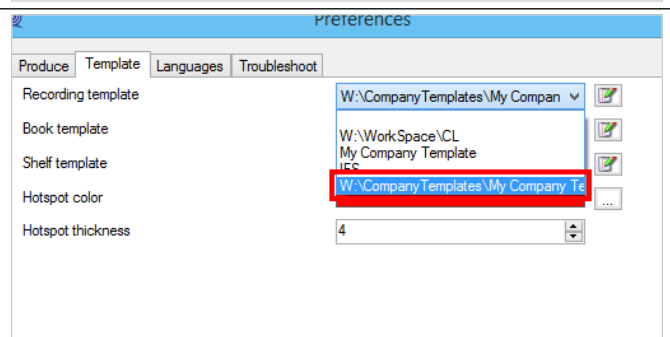 Preferences
Produce Template Languages Troubleshoot
Recording template W:\CompanyTemplates\My Compan
Book template
W:\WorkSpace\CL
My Company Template
Shelf template
IFS
W:\CompanyTemplates\My Company Te
Hotspot color ...
Hotspot thickness 4